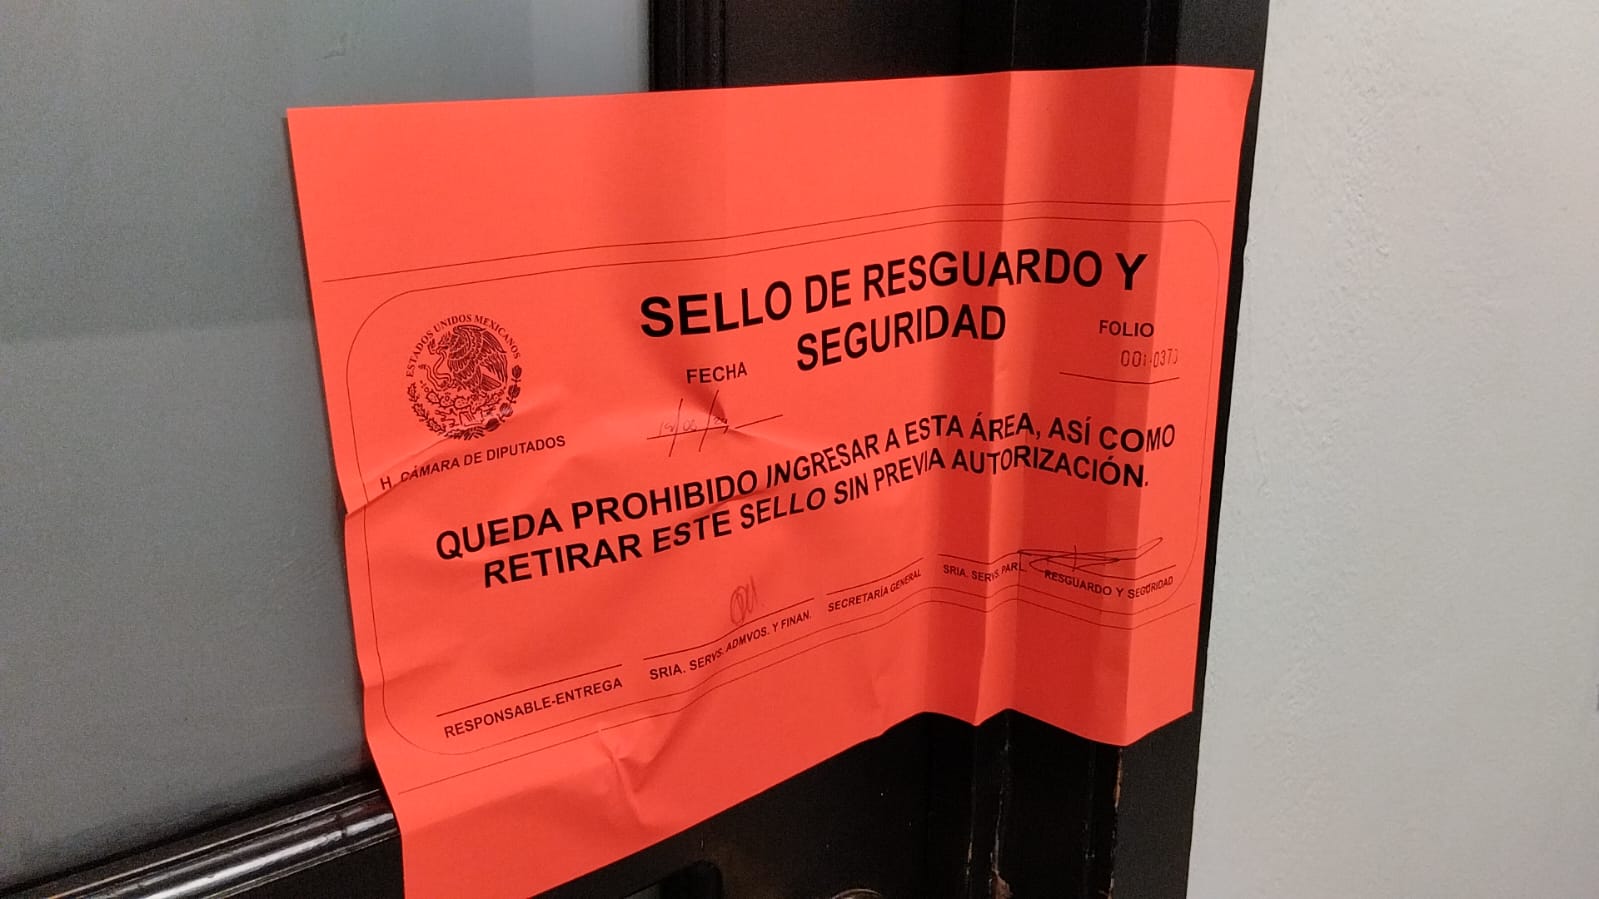 SELLO DE RESGUARDO Y
SEGURIDAD
ESTADOS UNIDOS MEXICANOS
H. CÁMARA DE DIPUTADOS
FECHA
FOLIO
QUEDA PROHIBIDO INGRESAR A ESTA ÁREA, ASÍ COMO
RETIRAR ESTE SELLO SIN PREVIA AUTORIZACIÓN.
RESPONSABLE-ENTREGA
SRIA. SERVS. ADMVOS. Y FINAN.
SECRETARÍA GENERAL
SRIA. SERVS. PARL.
RESGUARDO Y SEGURIDAD